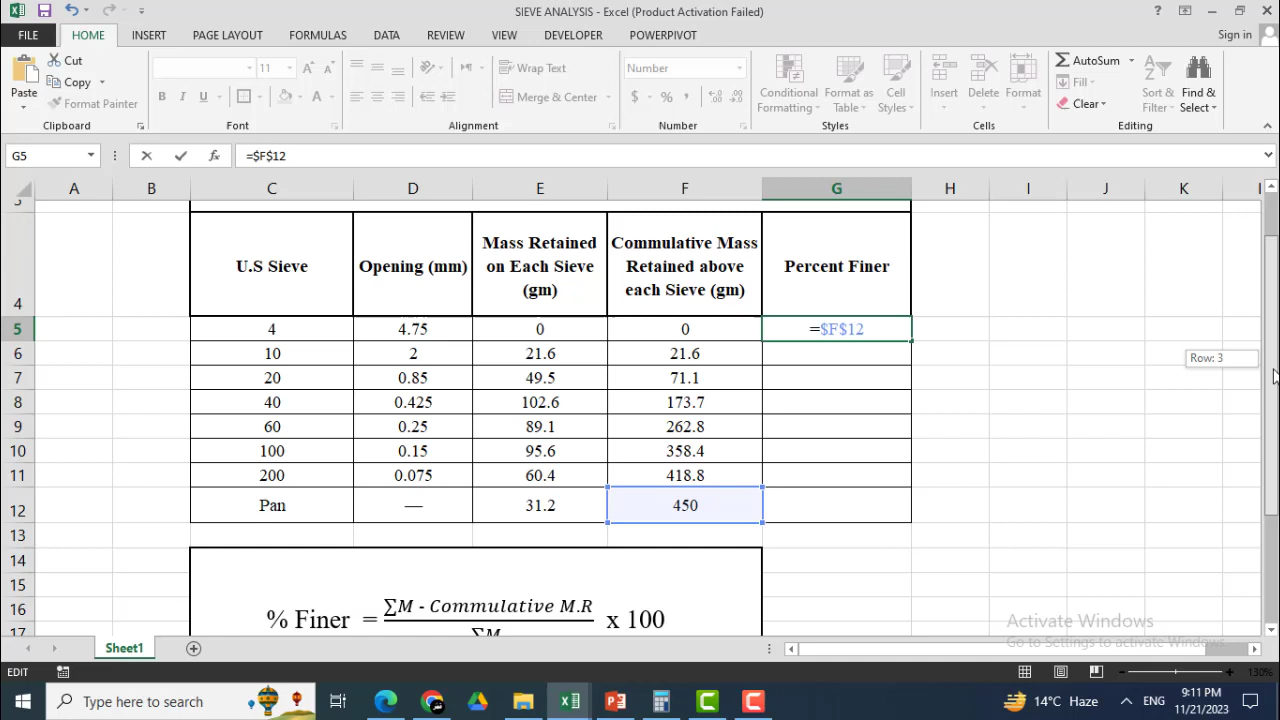 SIEVE ANALYSIS - Excel (Product Activation Failed)
FILE HOME INSERT PAGE LAYOUT FORMULAS DATA REVIEW VIEW DEVELOPER POWERPIVOT Sign in
Cut
Copy
Format Painter
Paste
Clipboard
11
B I U
Font
Wrap Text
Merge & Center
Alignment
Number
$ % ,
Number
Conditional Formatting
Format as Table
Cell Styles
Styles
Insert
Delete
Format
Cells
AutoSum
Fill
Clear
Sort & Filter
Find & Select
Editing
G5 =$F$12
A B C D E F G H I J K
3
4 U.S Sieve Opening (mm) Mass Retained on Each Sieve (gm) Commulative Mass Retained above each Sieve (gm) Percent Finer
5 4 4.75 0 0 =$F$12
6 10 2 21.6 21.6
Row: 3
7 20 0.85 49.5 71.1
8 40 0.425 102.6 173.7
9 60 0.25 89.1 262.8
10 100 0.15 95.6 358.4
11 200 0.075 60.4 418.8
12 Pan — 31.2 450
13
14
15
16
17
% Finer = ∑M - Commulative M.R x 100
∑M
Activate Windows
Go to Settings to activate Windows.
Sheet1
EDIT 130%
Type here to search
14°C Haze ENG 9:11 PM
11/21/2023